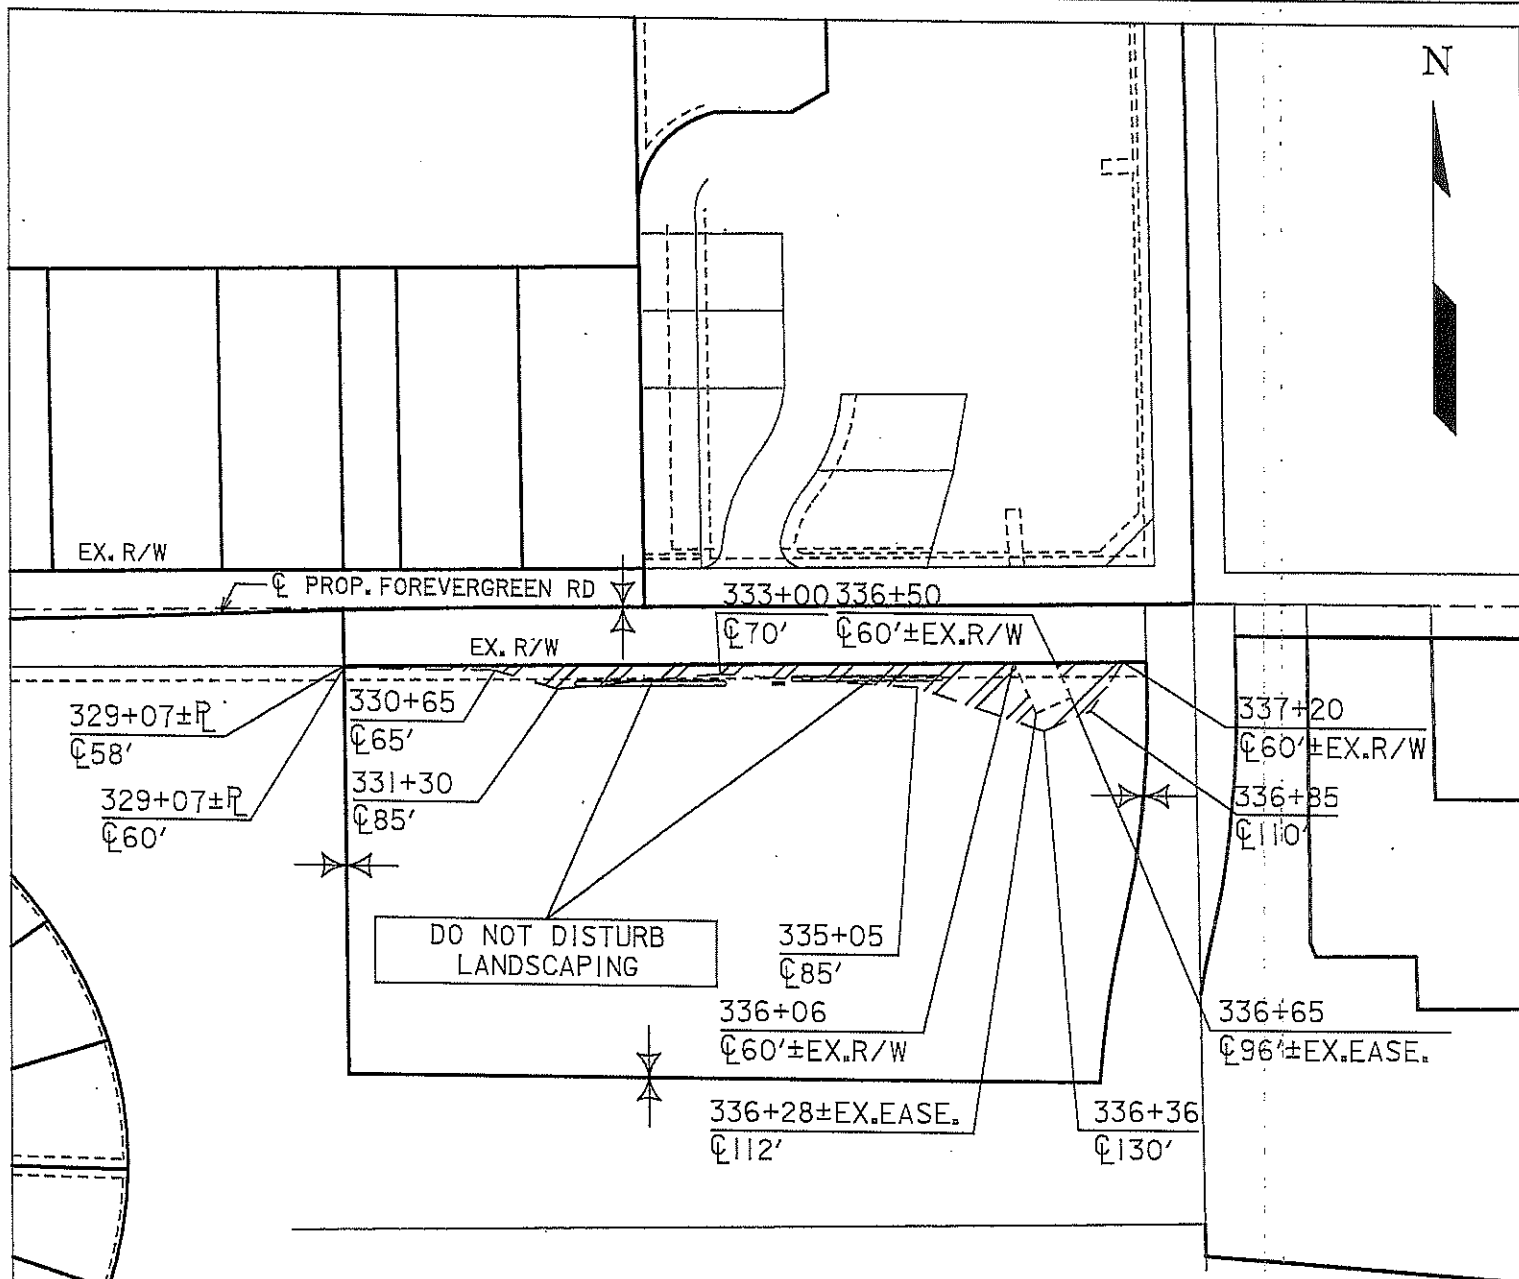 N
EX. R/W
℄ PROP. FOREVERGREEN RD
333+00
℄70'
336+50
℄60'±EX.R/W
EX. R/W
329+07±PL
℄58'
329+07±PL
℄60'
330+65
℄65'
331+30
℄85'
337+20
℄60'±EX.R/W
336+85
℄110'
DO NOT DISTURB
LANDSCAPING
335+05
℄85'
336+06
℄60'±EX.R/W
336+65
℄96'±EX.EASE.
336+28±EX.EASE.
℄112'
336+36
℄130'